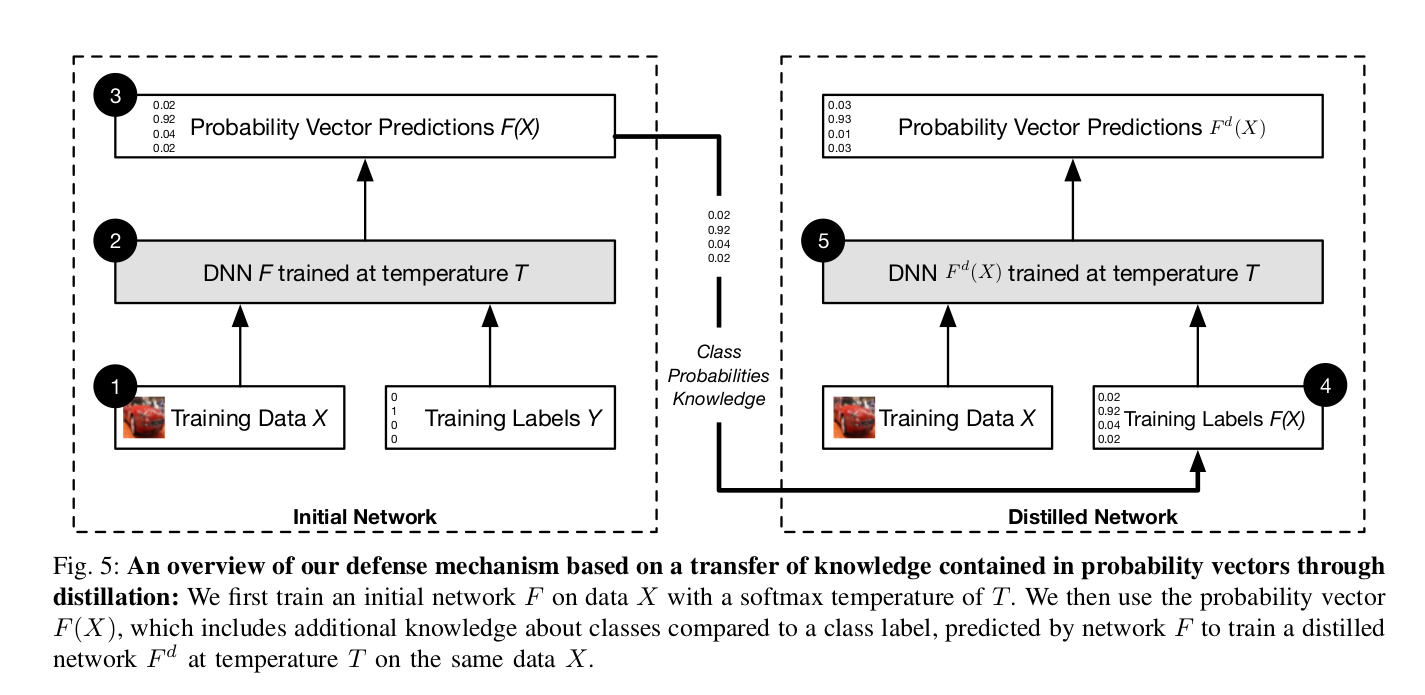 3
0.02
0.92
0.04
0.02
Probability Vector Predictions F(X)
2
DNN F trained at temperature T
1
Training Data X
0
1
0
0
Training Labels Y
Initial Network
0.02
0.92
0.04
0.02
Class
Probabilities
Knowledge
0.03
0.93
0.01
0.03
Probability Vector Predictions F^d(X)
5
DNN F^d(X) trained at temperature T
Training Data X
4
0.02
0.92
0.04
0.02
Training Labels F(X)
Distilled Network
Fig. 5: An overview of our defense mechanism based on a transfer of knowledge contained in probability vectors through
distillation: We first train an initial network F on data X with a softmax temperature of T. We then use the probability vector
F(X), which includes additional knowledge about classes compared to a class label, predicted by network F to train a distilled
network F^d at temperature T on the same data X.